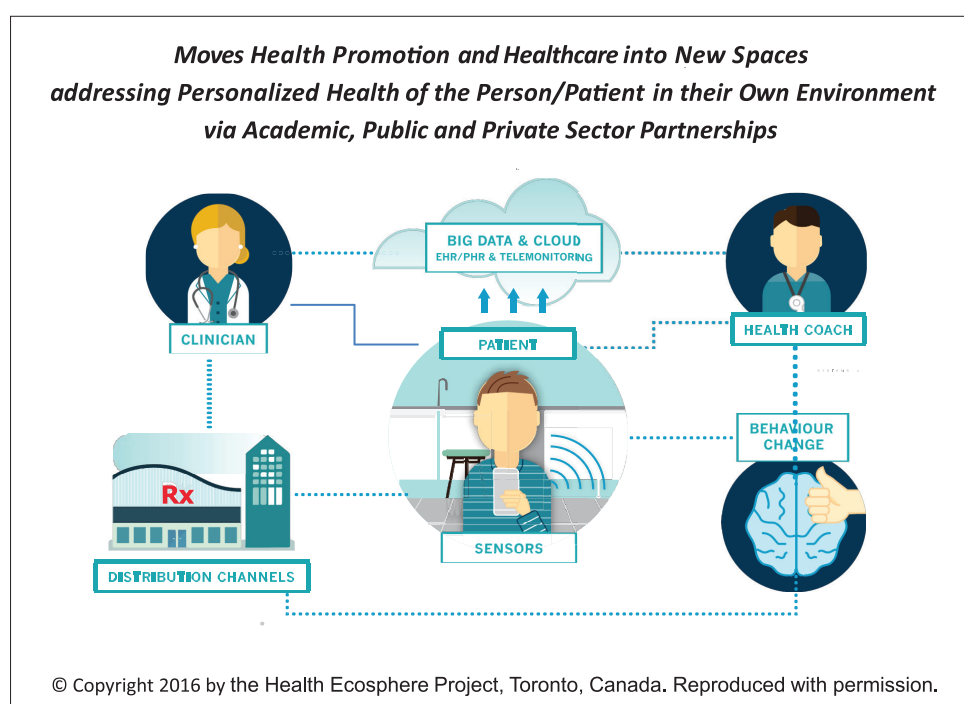 Moves Health Promotion and Healthcare into New Spaces
addressing Personalized Health of the Person/Patient in their Own Environment
via Academic, Public and Private Sector Partnerships
BIG DATA & CLOUD
EHR/PHR & TELEMONITORING
CLINICIAN
HEALTH COACH
PATIENT
BEHAVIOUR
CHANGE
Rx
SENSORS
DISTRIBUTION CHANNELS
© Copyright 2016 by the Health Ecosphere Project, Toronto, Canada. Reproduced with permission.